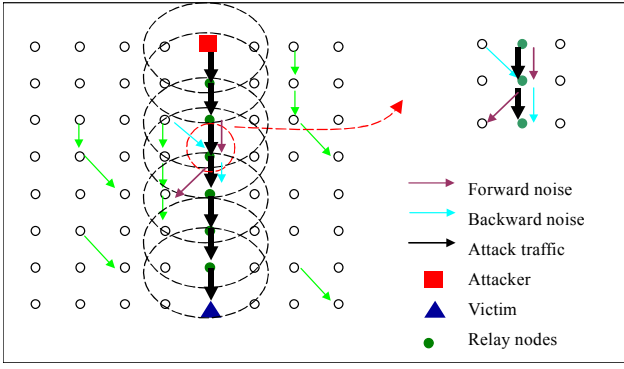 Forward noise
Backward noise
Attack traffic
Attacker
Victim
Relay nodes